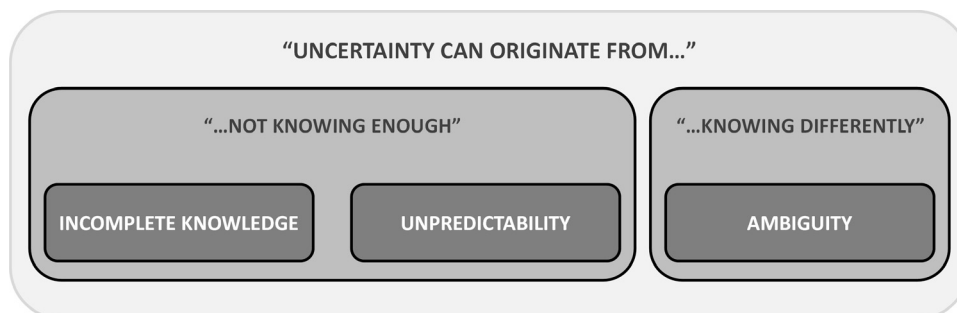 “UNCERTAINTY CAN ORIGINATE FROM…”
“…NOT KNOWING ENOUGH”
“…KNOWING DIFFERENTLY”
INCOMPLETE KNOWLEDGE
UNPREDICTABILITY
AMBIGUITY